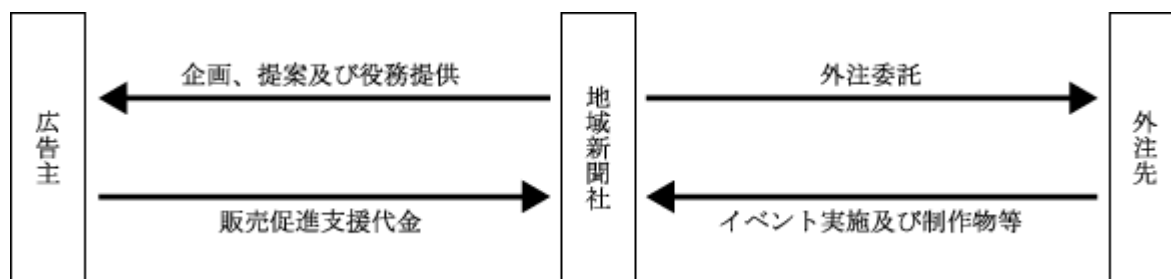 広告主
企画、提案及び役務提供
販売促進支援代金
地域新聞社
外注委託
イベント実施及び制作物等
外注先